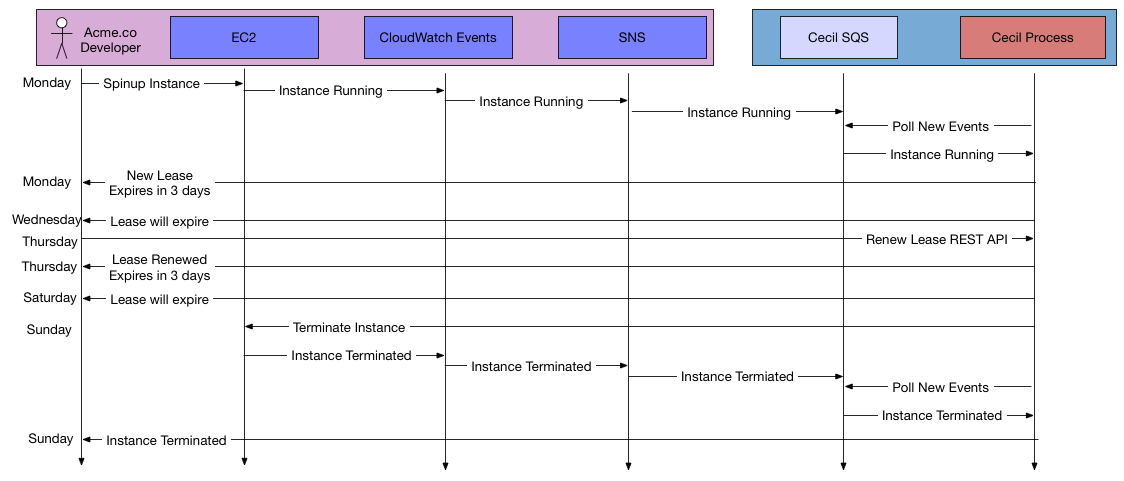 Acme.co
Developer
EC2
CloudWatch Events
SNS
Cecil SQS
Cecil Process
Monday
Spinup Instance
Instance Running
Instance Running
Instance Running
Poll New Events
Instance Running
Monday
New Lease
Expires in 3 days
Wednesday
Lease will expire
Thursday
Renew Lease REST API
Thursday
Lease Renewed
Expires in 3 days
Saturday
Lease will expire
Sunday
Terminate Instance
Instance Terminated
Instance Terminated
Instance Termiated
Poll New Events
Instance Terminated
Sunday
Instance Terminated